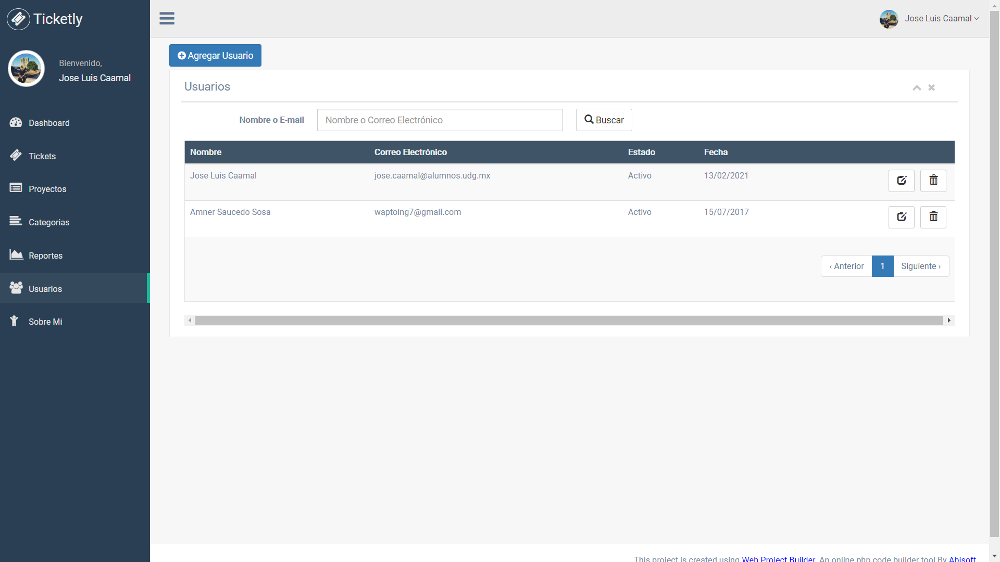 Ticketly
Jose Luis Caamal
Bienvenido,
Jose Luis Caamal
Dashboard
Tickets
Proyectos
Categorias
Reportes
Usuarios
Sobre Mi
Agregar Usuario
Usuarios
Nombre o E-mail Nombre o Correo Electrónico Buscar
Nombre Correo Electrónico Estado Fecha
Jose Luis Caamal jose.caamal@alumnos.udg.mx Activo 13/02/2021
Amner Saucedo Sosa waptoing7@gmail.com Activo 15/07/2017
‹ Anterior 1 Siguiente ›
This project is created using Web Project Builder. An online php code builder tool By Abisoft